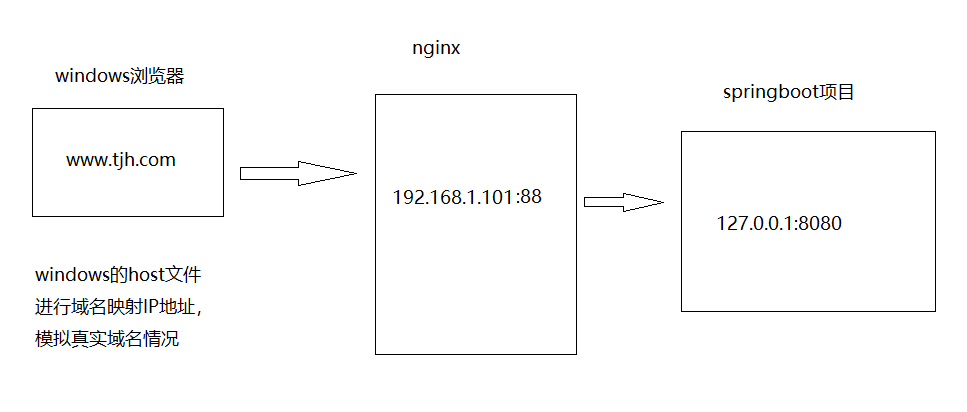 nginx
windows浏览器
springboot项目
www.tjh.com
192.168.1.101:88
127.0.0.1:8080
windows的host文件
进行域名映射IP地址，
模拟真实域名情况